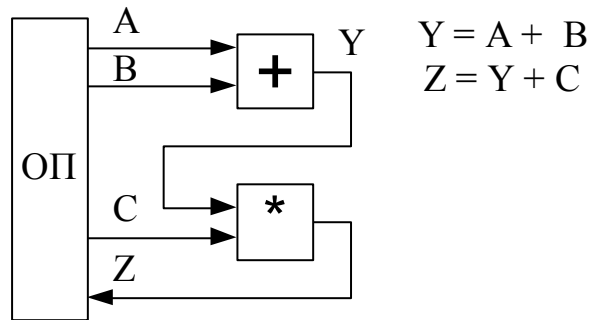 A
B
+
Y
Y = A + B
Z = Y + C
ОП
C
*
Z